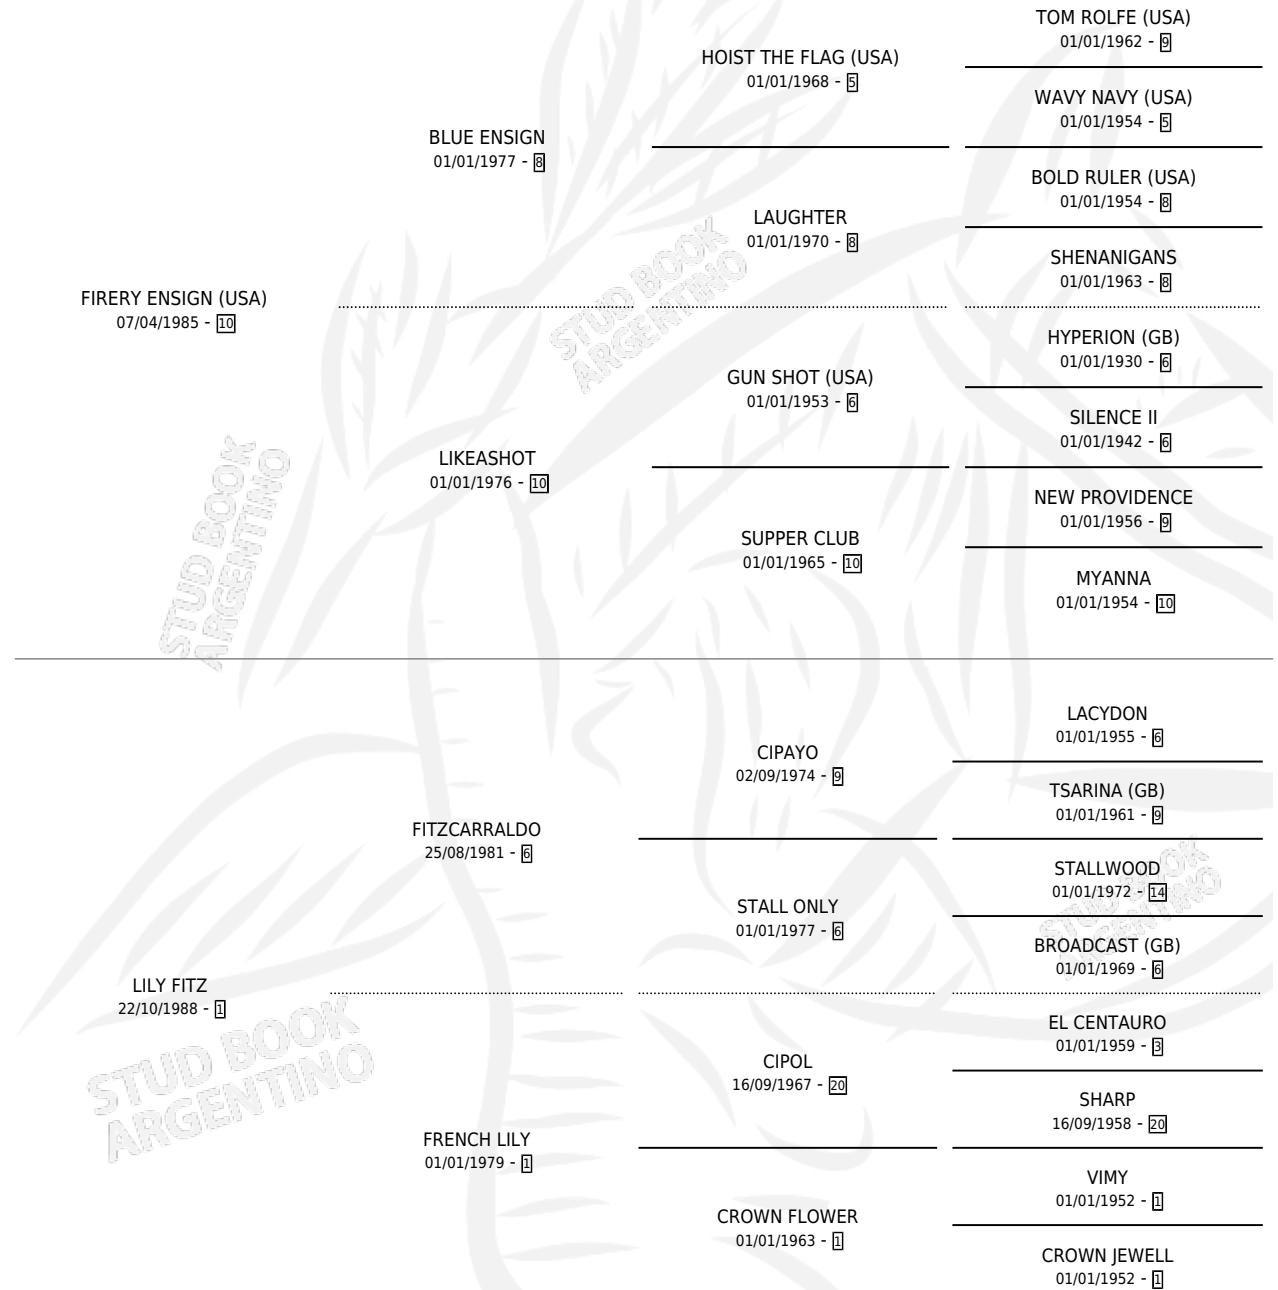 TOM ROLFE (USA)
01/01/1962 - 9
HOIST THE FLAG (USA)
01/01/1968 - 5
WAVY NAVY (USA)
01/01/1954 - 5
BLUE ENSIGN
01/01/1977 - 8
BOLD RULER (USA)
01/01/1954 - 8
LAUGHTER
01/01/1970 - 8
SHENANIGANS
01/01/1963 - 8
FIRERY ENSIGN (USA)
07/04/1985 - 10
HYPERION (GB)
01/01/1930 - 6
GUN SHOT (USA)
01/01/1953 - 6
SILENCE II
01/01/1942 - 6
LIKEASHOT
01/01/1976 - 10
NEW PROVIDENCE
01/01/1956 - 9
SUPPER CLUB
01/01/1965 - 10
MYANNA
01/01/1954 - 10
LACYDON
01/01/1955 - 6
CIPAYO
02/09/1974 - 9
TSARINA (GB)
01/01/1961 - 9
FITZCARRALDO
25/08/1981 - 6
STALLWOOD
01/01/1972 - 14
STALL ONLY
01/01/1977 - 6
BROADCAST (GB)
01/01/1969 - 6
LILY FITZ
22/10/1988 - 1
EL CENTAURO
01/01/1959 - 3
CIPOL
16/09/1967 - 20
SHARP
16/09/1958 - 20
FRENCH LILY
01/01/1979 - 1
VIMY
01/01/1952 - 1
CROWN FLOWER
01/01/1963 - 1
CROWN JEWELL
01/01/1952 - 1
STUD BOOK
ARGENTINO
STUD BOOK
ARGENTINO
STUD BOOK
ARGENTINO
STUD BOOK
ARGENTINO